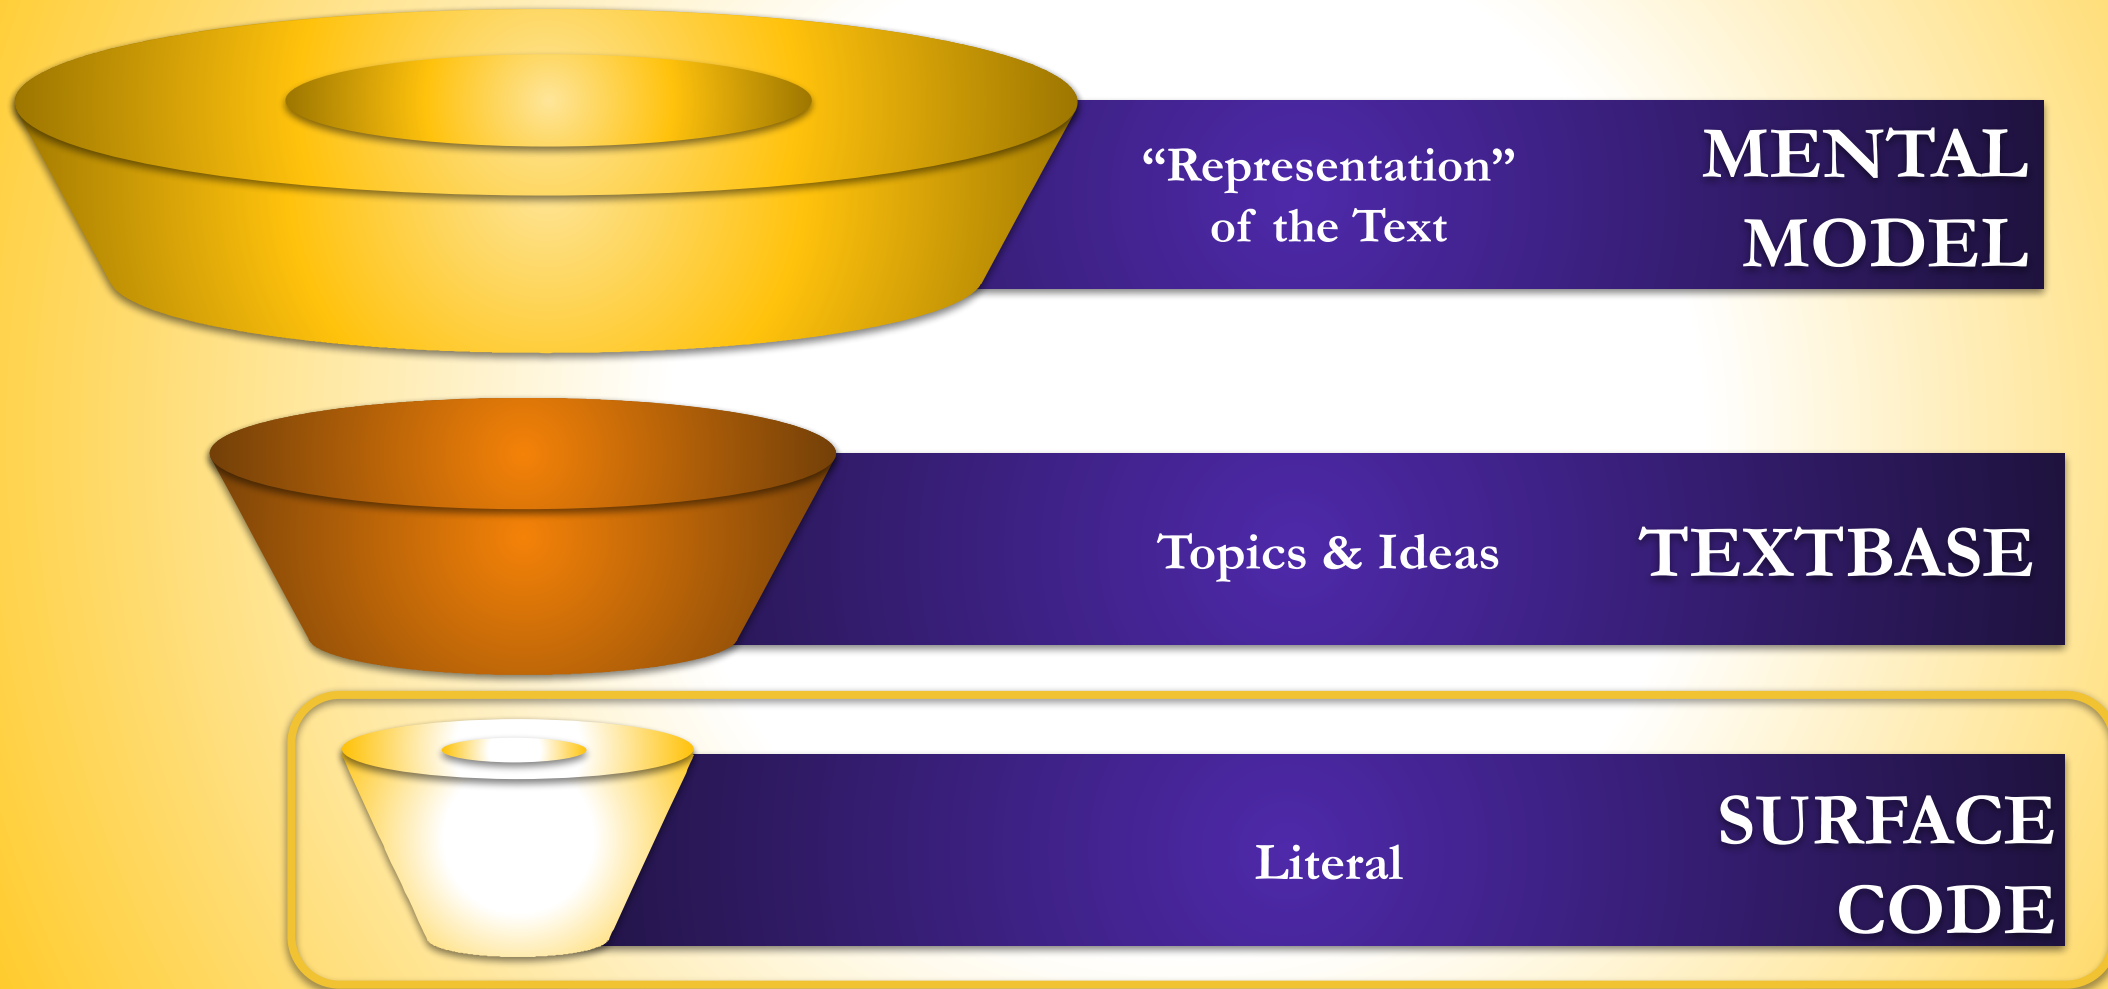 “Representation”
of the Text
MENTAL
MODEL
Topics & Ideas
TEXTBASE
Literal
SURFACE
CODE